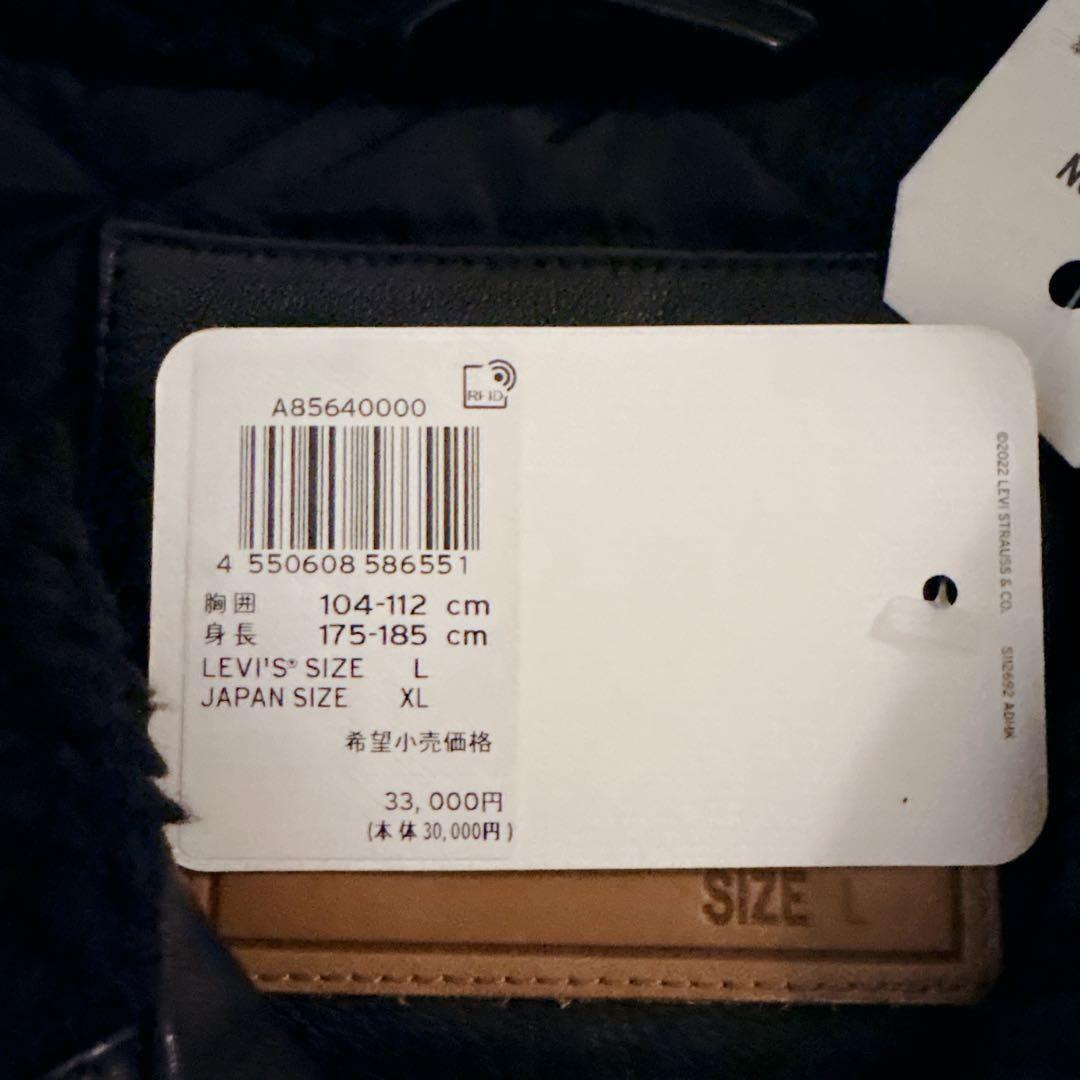 RFID
A85640000
4 550608 586551
胸囲 104-112 cm
身長 175-185 cm
LEVI'S® SIZE L
JAPAN SIZE XL
希望小売価格
33,000円
(本体30,000円)
©2022 LEVI STRAUSS & CO. S112692 ADMK
SIZE L